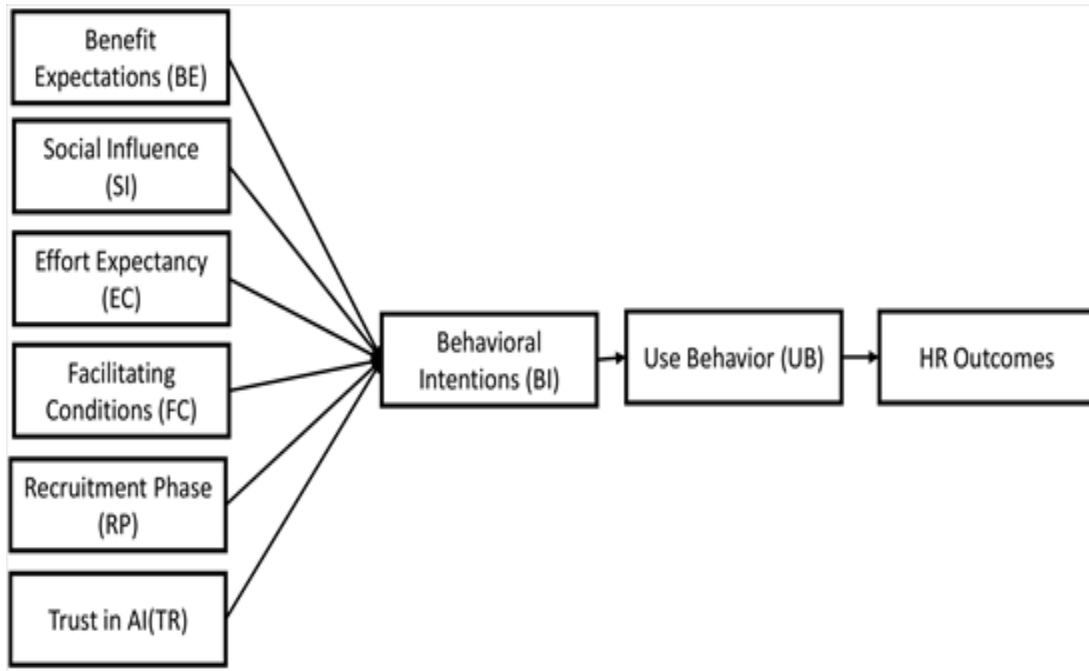 Benefit
Expectations (BE)
Social Influence
(SI)
Effort Expectancy
(EC)
Facilitating
Conditions (FC)
Recruitment Phase
(RP)
Trust in AI(TR)
Behavioral
Intentions (BI)
Use Behavior (UB)
HR Outcomes